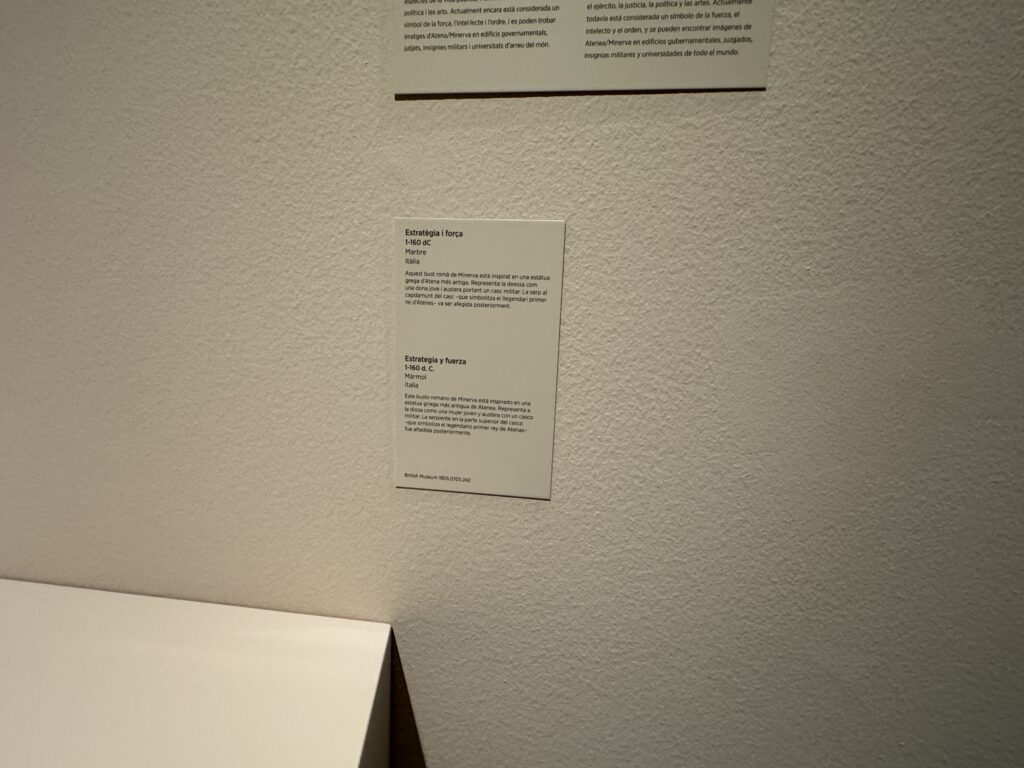 política i les arts. Actualment encara està considerada un
símbol de la força, l'intel·lecte i l'ordre, i es poden trobar
imatges d'Atena/Minerva en edificis governamentals,
jutjats, insígnies militars i universitats d'arreu del món.
el ejército, la justicia, la política y las artes. Actualmente
todavía está considerada un símbolo de la fuerza, el
intelecto y el orden, y se pueden encontrar imágenes de
Atenea/Minerva en edificios gubernamentales, juzgados,
insignias militares y universidades de todo el mundo.
Estratègia i força
1-160 dC
Marbre
Itàlia
Aquest bust romà de Minerva està inspirat en una estàtua
grega d'Atena més antiga. Representa la deessa com
una dona jove i austera portent un casc militar. La serp al
capdamunt del casc –que simbolitza el llegendari primer
rei d'Atenes– va ser afegida posteriorment.
Estrategia y fuerza
1-160 d. C.
Mármol
Italia
Este busto romano de Minerva está inspirado en una
estatua griega más antigua de Atenea. Representa a
la diosa como una mujer joven y austera con un casco
militar. La serpiente en la parte superior del casco
–que simboliza el legendario primer rey de Atenas–
fue añadida posteriormente
British Museum 1805,0703.242